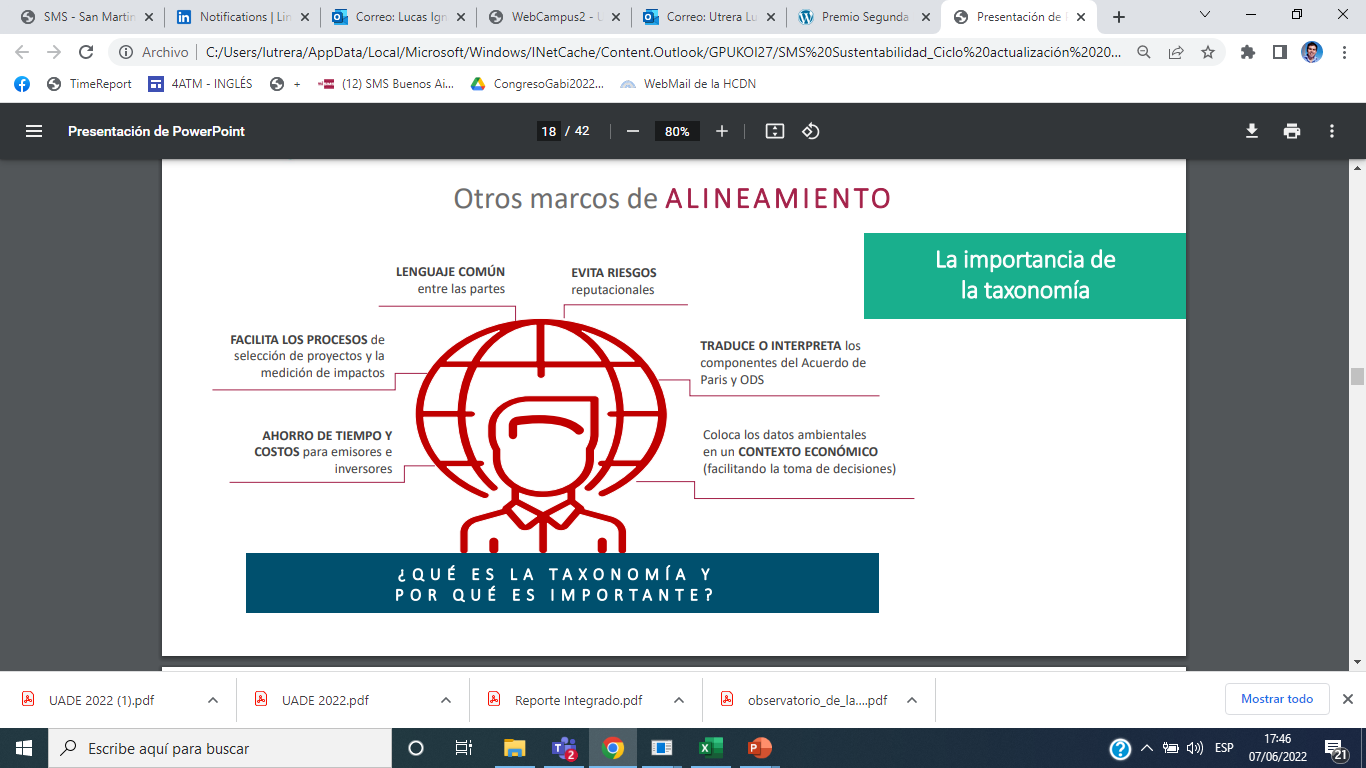 SMS - San Martin
Notifications | Lin
Correo: Lucas Ign
WebCampus2 - U
Correo: Utrera Lu
Premio Segunda
Presentación de
Archivo
C:/Users/lutrera/AppData/Local/Microsoft/Windows/INetCache/Content.Outlook/GPUKOI27/SMS%20Sustentabilidad_Ciclo%20actualización%2020...
TimeReport
4ATM - INGLÉS
+
(12) SMS Buenos Ai...
CongresoGabi2022...
WebMail de la HCDN
Presentación de PowerPoint
18 / 42
80%
Otros marcos de ALINEAMIENTO
La importancia de
la taxonomía
LENGUAJE COMÚN
entre las partes
EVITA RIESGOS
reputacionales
FACILITA LOS PROCESOS de
selección de proyectos y la
medición de impactos
TRADUCE O INTERPRETA los
componentes del Acuerdo de
Paris y ODS
AHORRO DE TIEMPO Y
COSTOS para emisores e
inversores
Coloca los datos ambientales
en un CONTEXTO ECONÓMICO
(facilitando la toma de decisiones)
¿QUÉ ES LA TAXONOMÍA Y
POR QUÉ ES IMPORTANTE?
UADE 2022 (1).pdf
UADE 2022.pdf
Reporte Integrado.pdf
observatorio_de_la....pdf
Mostrar todo
Escribe aquí para buscar
2
ESP
17:46
07/06/2022
21